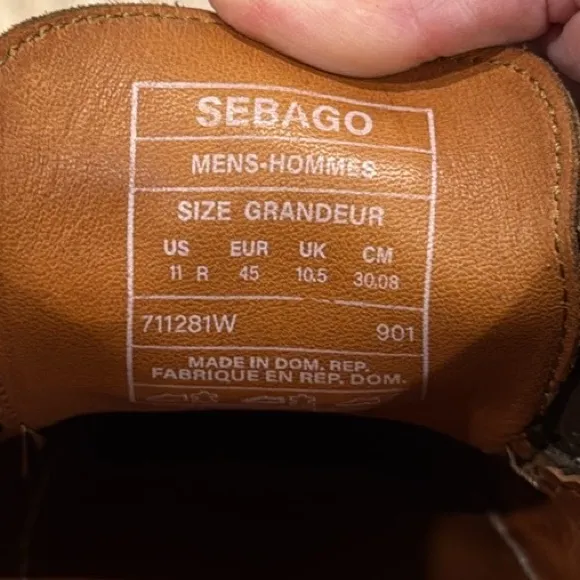 SEBAGO
MENS-HOMMES
SIZE GRANDEUR
US EUR UK CM
11 R 45 10.5 30.08
711281W 901
MADE IN DOM. REP.
FABRIQUE EN REP. DOM.